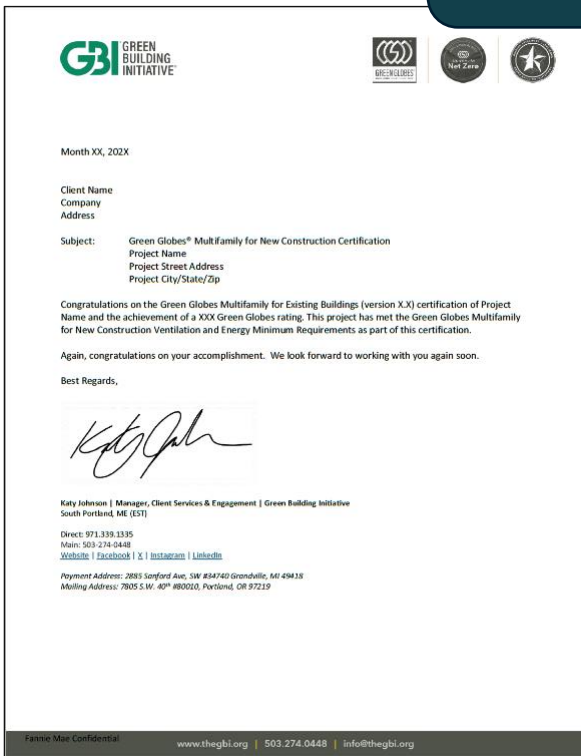 GBI GREEN
BUILDING
INITIATIVE
GREEN GLOBES
Net Zero
Month XX, 202X
Client Name
Company
Address
Subject: Green Globes® Multifamily for New Construction Certification
Project Name
Project Street Address
Project City/State/Zip
Congratulations on the Green Globes Multifamily for Existing Buildings (version X.X) certification of Project
Name and the achievement of a XXX Green Globes rating. This project has met the Green Globes Multifamily
for New Construction Ventilation and Energy Minimum Requirements as part of this certification.
Again, congratulations on your accomplishment. We look forward to working with you again soon.
Best Regards,
Katy Johnson | Manager, Client Services & Engagement | Green Building Initiative
South Portland, ME (EST)
Direct: 971.339.1335
Main: 503-274-0448
Website | Facebook | X | Instagram | LinkedIn
Payment Address: 2885 Sanford Ave, SW #34740 Grandville, MI 49418
Mailing Address: 7805 S.W. 40th #80010, Portland, OR 97219
Fannie Mae Confidential
www.thegbi.org | 503.274.0448 | info@thegbi.org